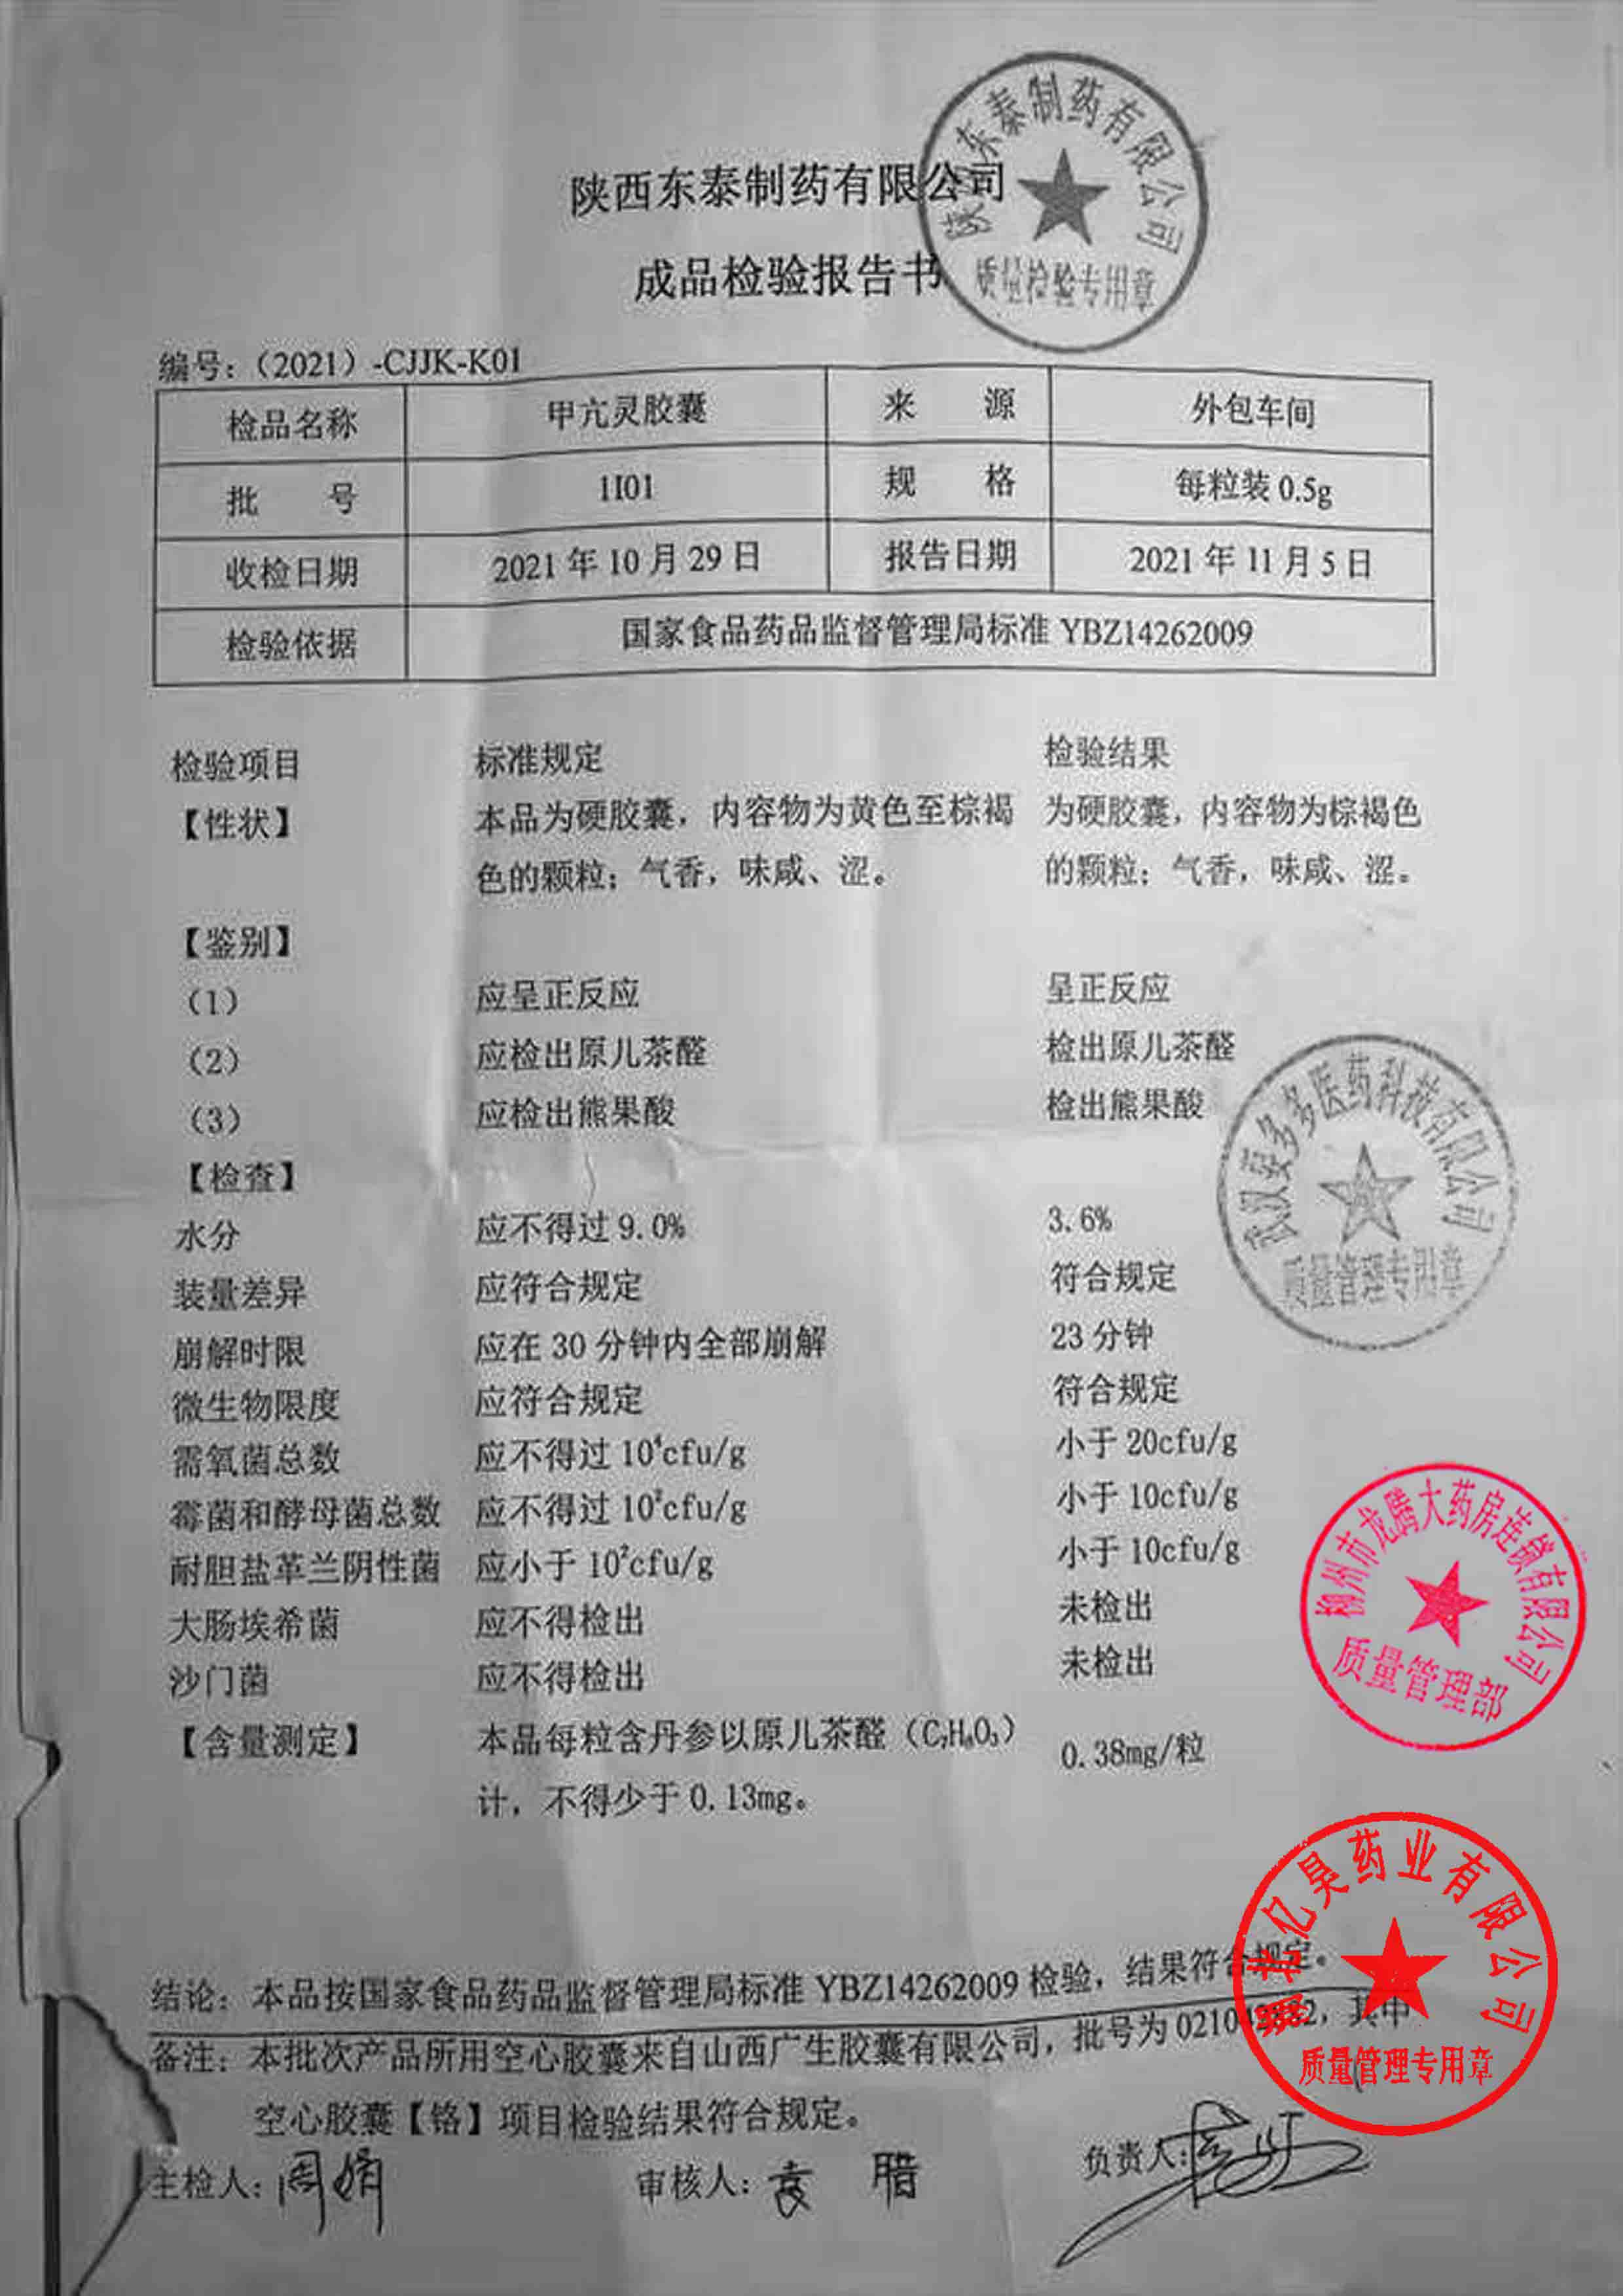 陕西东泰制药有限公司
成品检验报告书
陕西东泰制药有限公司
质量检验专用章
编号：（2021）-CJJK-K01
检品名称 甲亢灵胶囊 来 源 外包车间
批 号 1I01 规 格 每粒装 0.5g
收检日期 2021 年 10 月 29 日 报告日期 2021 年 11 月 5 日
检验依据 国家食品药品监督管理局标准 YBZ14262009
检验项目 标准规定 检验结果
【性状】 本品为硬胶囊，内容物为黄色至棕褐 为硬胶囊，内容物为棕褐色
色的颗粒；气香，味咸、涩。 的颗粒；气香，味咸、涩。
【鉴别】
（1） 应呈正反应 呈正反应
（2） 应检出原儿茶醛 检出原儿茶醛
（3） 应检出熊果酸 检出熊果酸
多多医药科技有限公司
质量管理专用章
【检查】
水分 应不得过 9.0% 3.6%
装量差异 应符合规定 符合规定
崩解时限 应在 30 分钟内全部崩解 23 分钟
微生物限度 应符合规定 符合规定
需氧菌总数 应不得过 10⁴cfu/g 小于 20cfu/g
霉菌和酵母菌总数 应不得过 10²cfu/g 小于 10cfu/g
耐胆盐革兰阴性菌 应小于 10²cfu/g 小于 10cfu/g
大肠埃希菌 应不得检出 未检出
沙门菌 应不得检出 未检出
柳州市龙腾大药房连锁有限公司
质量管理部
【含量测定】 本品每粒含丹参以原儿茶醛（C₇H₆O₃） 0.38mg/粒
计，不得少于 0.13mg。
亿昊药业有限公司
质量管理专用章
结论：本品按国家食品药品监督管理局标准 YBZ14262009 检验，结果符合规定。
备注：本批次产品所用空心胶囊来自山西广生胶囊有限公司，批号为 其中
空心胶囊【铬】项目检验结果符合规定。
主检人：周娟 审核人：袁腊 负责人：